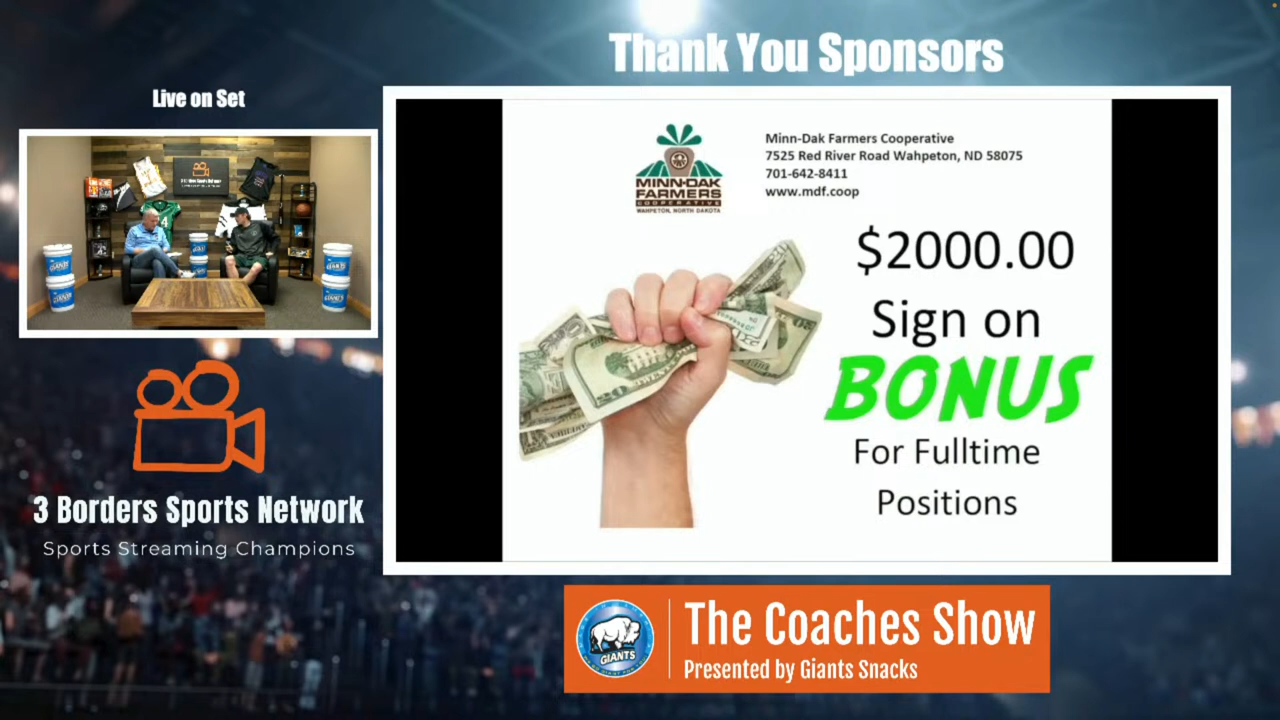 Thank You Sponsors
Live on Set
MINN-DAK
FARMERS
COOPERATIVE
WAHPETON, NORTH DAKOTA
Minn-Dak Farmers Cooperative
7525 Red River Road Wahpeton, ND 58075
701-642-8411
www.mdf.coop
$2000.00
Sign on
BONUS
For Fulltime
Positions
20
3 Borders Sports Network
Sports Streaming Champions
GIANTS
The Coaches Show
Presented by Giants Snacks